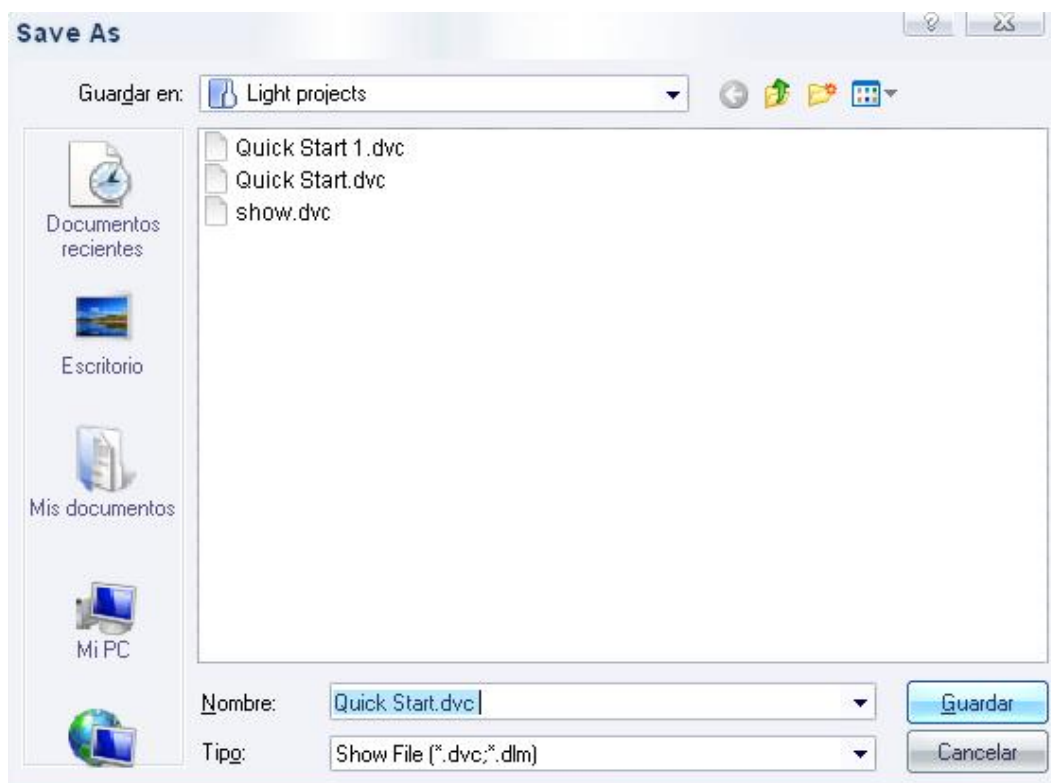 Save As
Guardar en:
Light projects
Quick Start 1.dvc
Quick Start.dvc
show.dvc
Documentos
recientes
Escritorio
Mis documentos
Mi PC
Nombre:
Quick Start.dvc
Guardar
Tipo:
Show File (*.dvc;*.dlm)
Cancelar